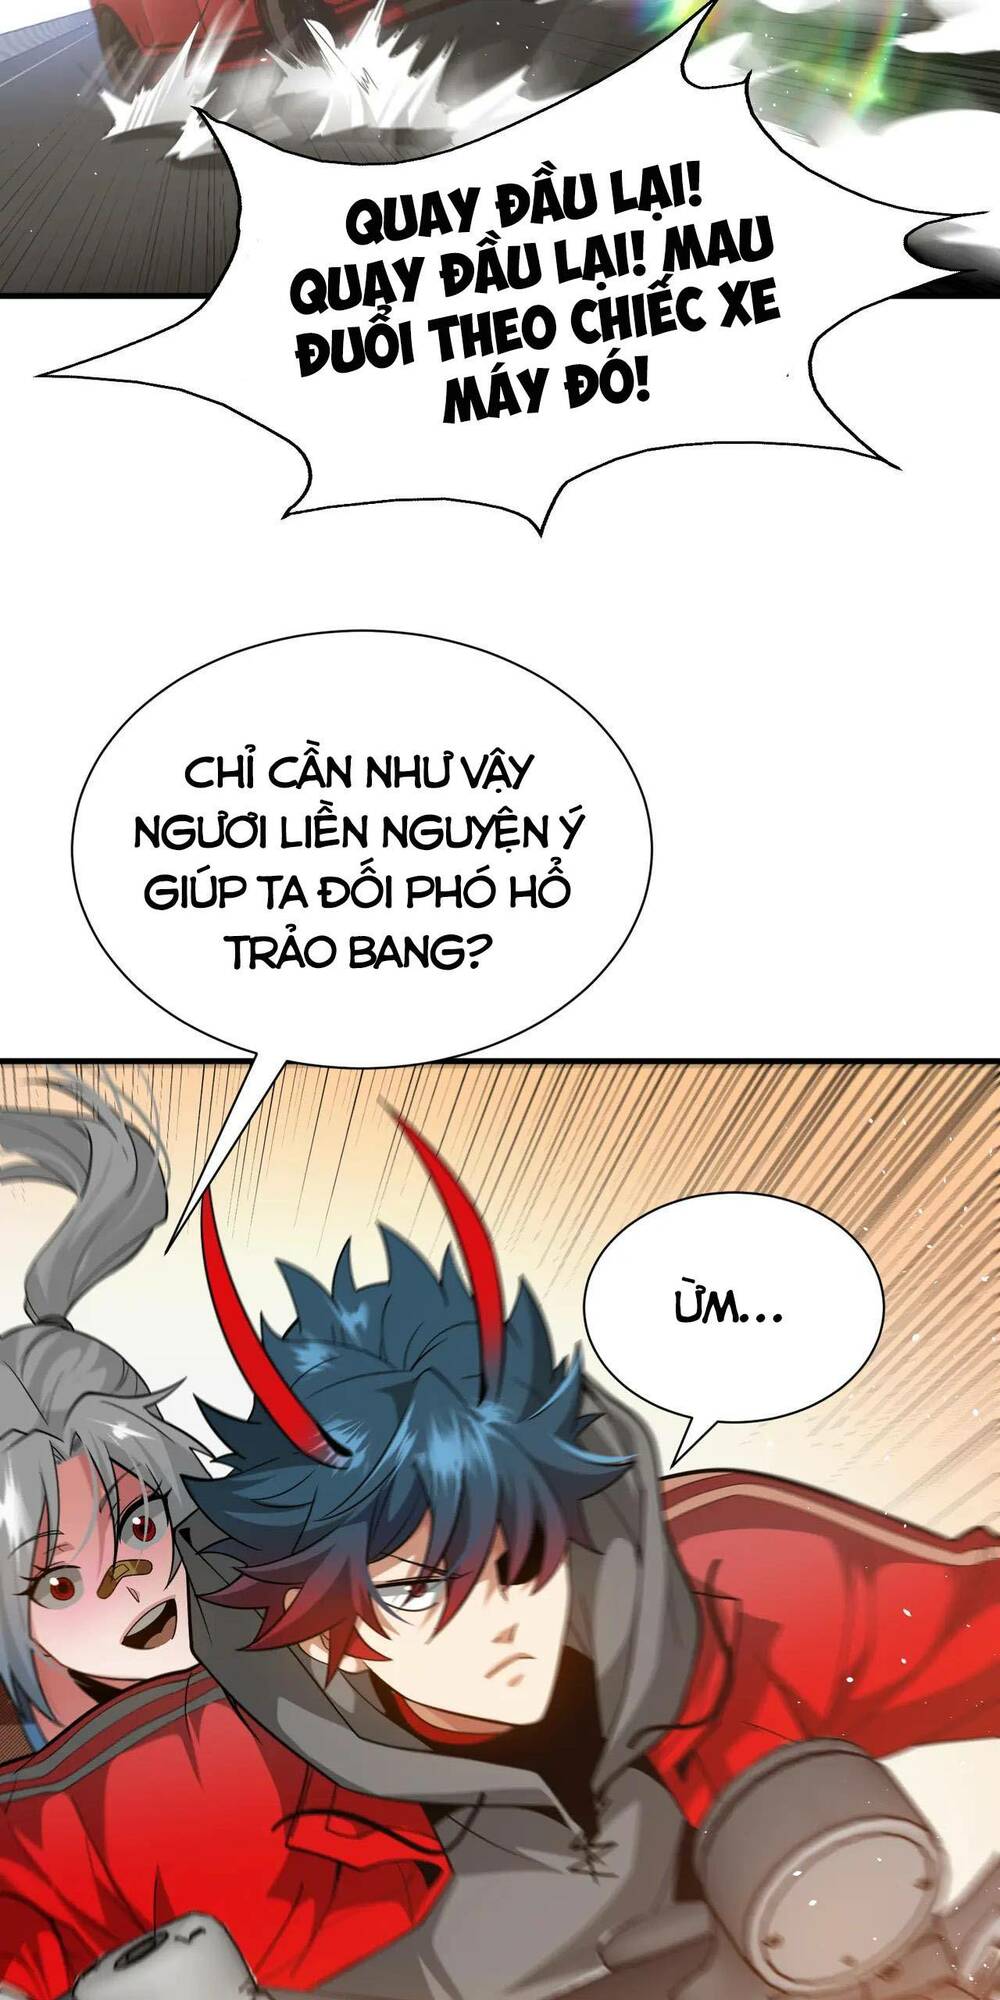 QUAY ĐẦU LẠI!
QUAY ĐẦU LẠI! MAU
ĐUỔI THEO CHIẾC XE
MÁY ĐÓ!
CHỈ CẦN NHƯ VẬY
NGƯƠI LIỀN NGUYỆN Ý
GIÚP TA ĐỐI PHÓ HỔ
TRẢO BANG?
ỪM...